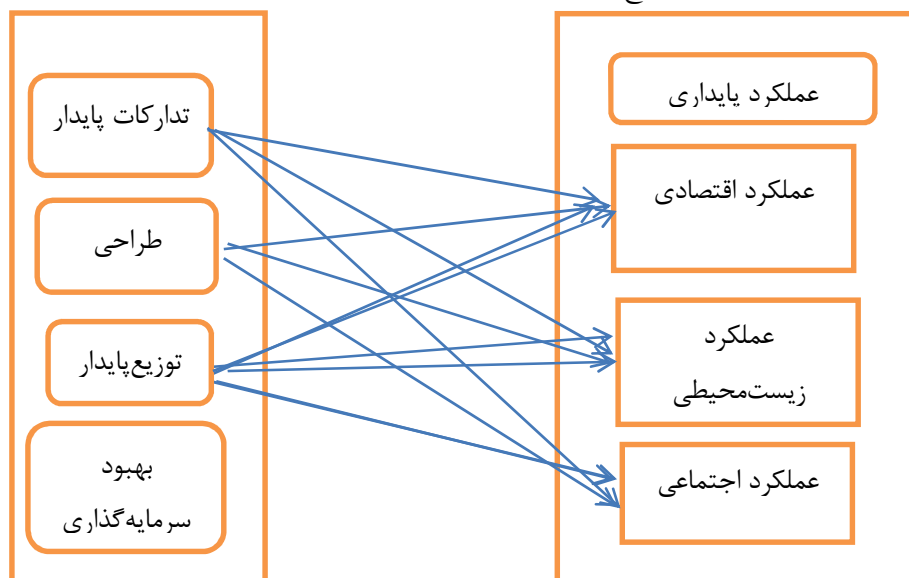 عملکرد پایداری
عملکرد اقتصادی
عملکرد
زیست‌محیطی
عملکرد اجتماعی
تدارکات پایدار
طراحی
توزیع‌پایدار
بهبود
سرمایه‌گذاری